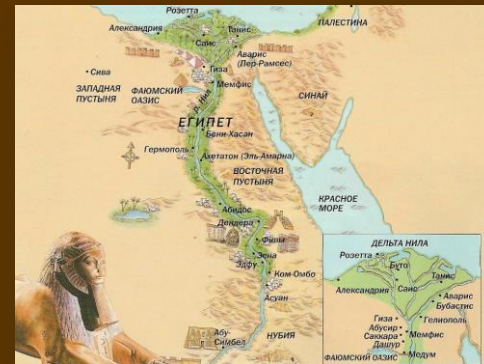 Розетта
ПАЛЕСТИНА
Александрия
Саис
Танис
Аварис
(Пер-Рамсес)
Гиза
Сива
Мемфис
ЗАПАДНАЯ
ПУСТЫНЯ
ФАЮМСКИЙ
ОАЗИС
р. Нил
СИНАЙ
ЕГИПЕТ
Бени-Хасан
Гермополь
Ахетатон (Эль-Амарна)
ВОСТОЧНАЯ
ПУСТЫНЯ
КРАСНОЕ
МОРЕ
Абидос
Дендера
Фивы
Эсна
Эдфу
Ком-Омбо
Асуан
Абу-
Симбел
НУБИЯ
ДЕЛЬТА НИЛА
Розетта
Буто
Танис
Александрия
Саис
Аварис
Бубастис
Гиза
Гелиополь
Абусир
Саккара
Мемфис
Дашур
ФАЮМСКИЙ ОАЗИС
Модум